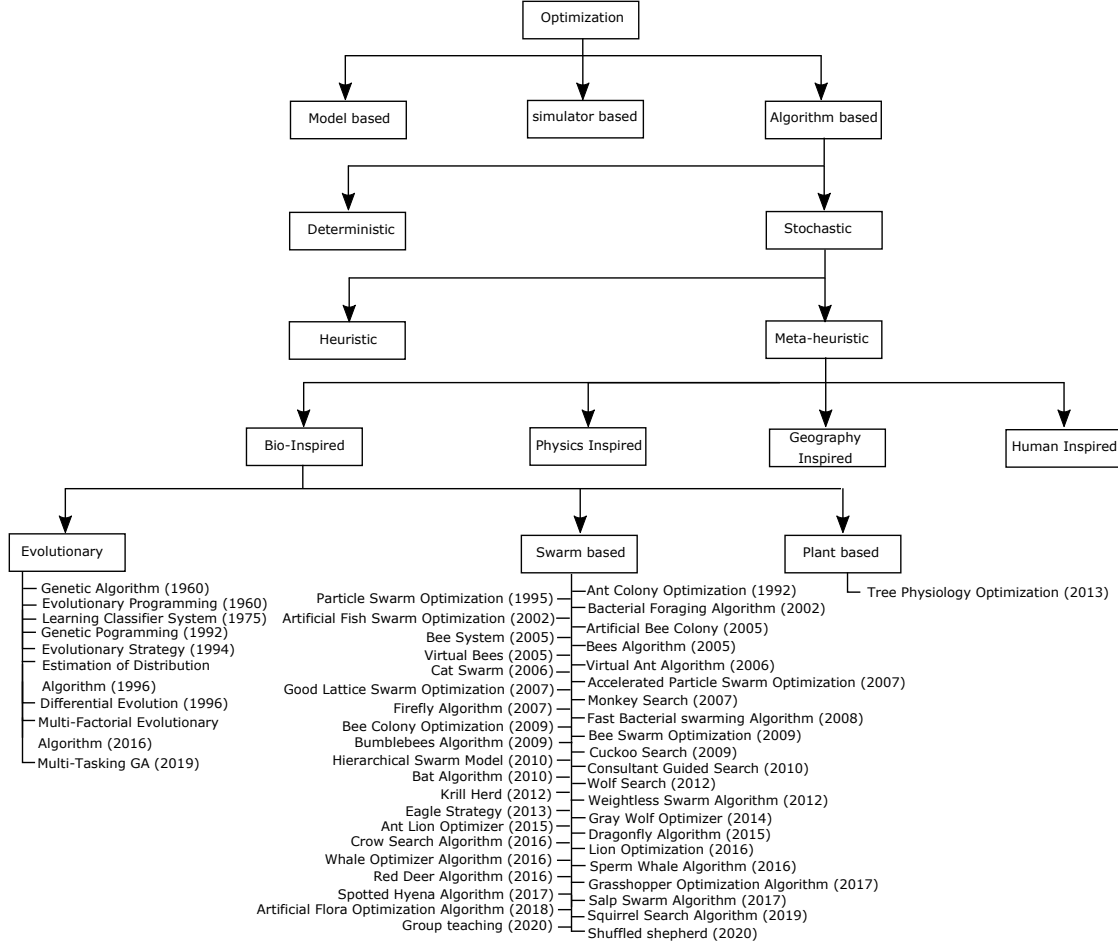 Optimization
Model based
simulator based
Algorithm based
Deterministic
Stochastic
Heuristic
Meta-heuristic
Bio-Inspired
Physics Inspired
Geography
Inspired
Human Inspired
Evolutionary
Swarm based
Plant based
Genetic Algorithm (1960)
Evolutionary Programming (1960)
Learning Classifier System (1975)
Genetic Pogramming (1992)
Evolutionary Strategy (1994)
Estimation of Distribution
Algorithm (1996)
Differential Evolution (1996)
Multi-Factorial Evolutionary
Algorithm (2016)
Multi-Tasking GA (2019)
Particle Swarm Optimization (1995)
Artificial Fish Swarm Optimization (2002)
Bee System (2005)
Virtual Bees (2005)
Cat Swarm (2006)
Good Lattice Swarm Optimization (2007)
Firefly Algorithm (2007)
Bee Colony Optimization (2009)
Bumblebees Algorithm (2009)
Hierarchical Swarm Model (2010)
Bat Algorithm (2010)
Krill Herd (2012)
Eagle Strategy (2013)
Ant Lion Optimizer (2015)
Crow Search Algorithm (2016)
Whale Optimizer Algorithm (2016)
Red Deer Algorithm (2016)
Spotted Hyena Algorithm (2017)
Artificial Flora Optimization Algorithm (2018)
Group teaching (2020)
Ant Colony Optimization (1992)
Bacterial Foraging Algorithm (2002)
Artificial Bee Colony (2005)
Bees Algorithm (2005)
Virtual Ant Algorithm (2006)
Accelerated Particle Swarm Optimization (2007)
Monkey Search (2007)
Fast Bacterial swarming Algorithm (2008)
Bee Swarm Optimization (2009)
Cuckoo Search (2009)
Consultant Guided Search (2010)
Wolf Search (2012)
Weightless Swarm Algorithm (2012)
Gray Wolf Optimizer (2014)
Dragonfly Algorithm (2015)
Lion Optimization (2016)
Sperm Whale Algorithm (2016)
Grasshopper Optimization Algorithm (2017)
Salp Swarm Algorithm (2017)
Squirrel Search Algorithm (2019)
Shuffled shepherd (2020)
Tree Physiology Optimization (2013)